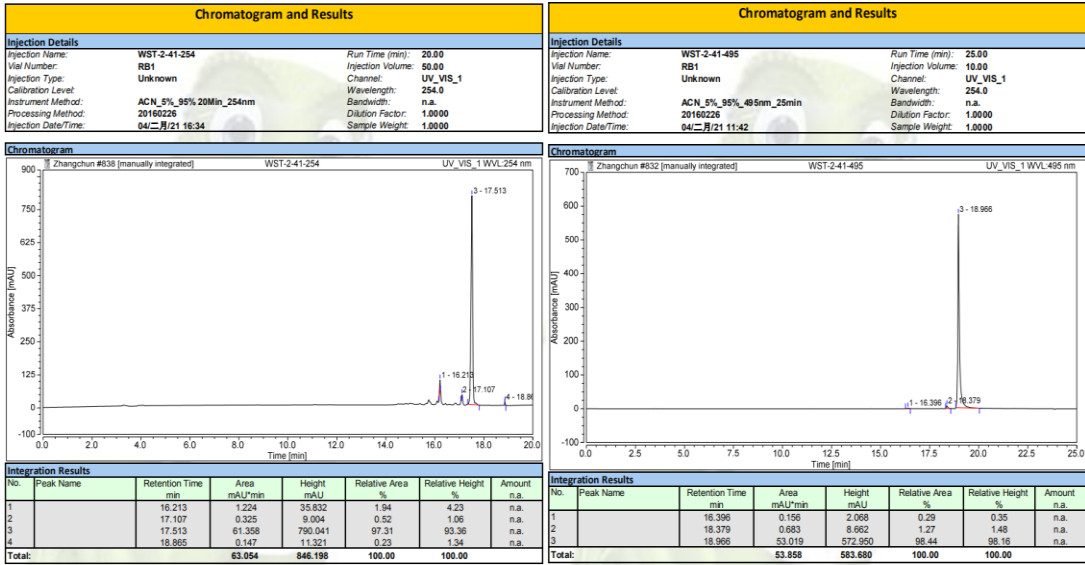 Chromatogram and Results
Injection Details
Injection Name: WST-2-41-254 Run Time (min): 20.00
Vial Number: RB1 Injection Volume: 50.00
Injection Type: Unknown Channel: UV_VIS_1
Calibration Level: Wavelength: 254.0
Instrument Method: ACN_5%_95% 20Min_254nm Bandwidth: n.a.
Processing Method: 20160226 Dilution Factor: 1.0000
Injection Date/Time: 04/二月/21 16:34 Sample Weight: 1.0000
Chromatogram
Zhangchun #838 [manually integrated] WST-2-41-254 UV_VIS_1 WVL:254 nm
900
750
625
500
375
250
125
0
-100
Absorbance [mAU]
1 - 16.213
2 - 17.107
3 - 17.513
4 - 18.86
0.0 2.0 4.0 6.0 8.0 10.0 12.0 14.0 16.0 18.0 20.0
Time [min]
Integration Results
No. Peak Name Retention Time Area Height Relative Area Relative Height Amount
min mAU*min mAU % % n.a.
1 16.213 1.224 35.832 1.94 4.23 n.a.
2 17.107 0.325 9.004 0.52 1.06 n.a.
3 17.513 61.358 790.041 97.31 93.36 n.a.
4 18.865 0.147 11.321 0.23 1.34 n.a.
Total: 63.054 846.198 100.00 100.00
Chromatogram and Results
Injection Details
Injection Name: WST-2-41-495 Run Time (min): 25.00
Vial Number: RB1 Injection Volume: 10.00
Injection Type: Unknown Channel: UV_VIS_1
Calibration Level: Wavelength: 254.0
Instrument Method: ACN_5%_95%_495nm_25min Bandwidth: n.a.
Processing Method: 20160226 Dilution Factor: 1.0000
Injection Date/Time: 04/二月/21 11:42 Sample Weight: 1.0000
Chromatogram
Zhangchun #832 [manually integrated] WST-2-41-495 UV_VIS_1 WVL:495 nm
700
600
500
400
300
200
100
0
-100
Absorbance [mAU]
1 - 16.396
2 - 18.379
3 - 18.966
0.0 2.5 5.0 7.5 10.0 12.5 15.0 17.5 20.0 22.5 25.0
Time [min]
Integration Results
No. Peak Name Retention Time Area Height Relative Area Relative Height Amount
min mAU*min mAU % % n.a.
1 16.396 0.156 2.068 0.29 0.35 n.a.
2 18.379 0.683 8.662 1.27 1.48 n.a.
3 18.966 53.019 572.950 98.44 98.16 n.a.
Total: 53.858 583.680 100.00 100.00